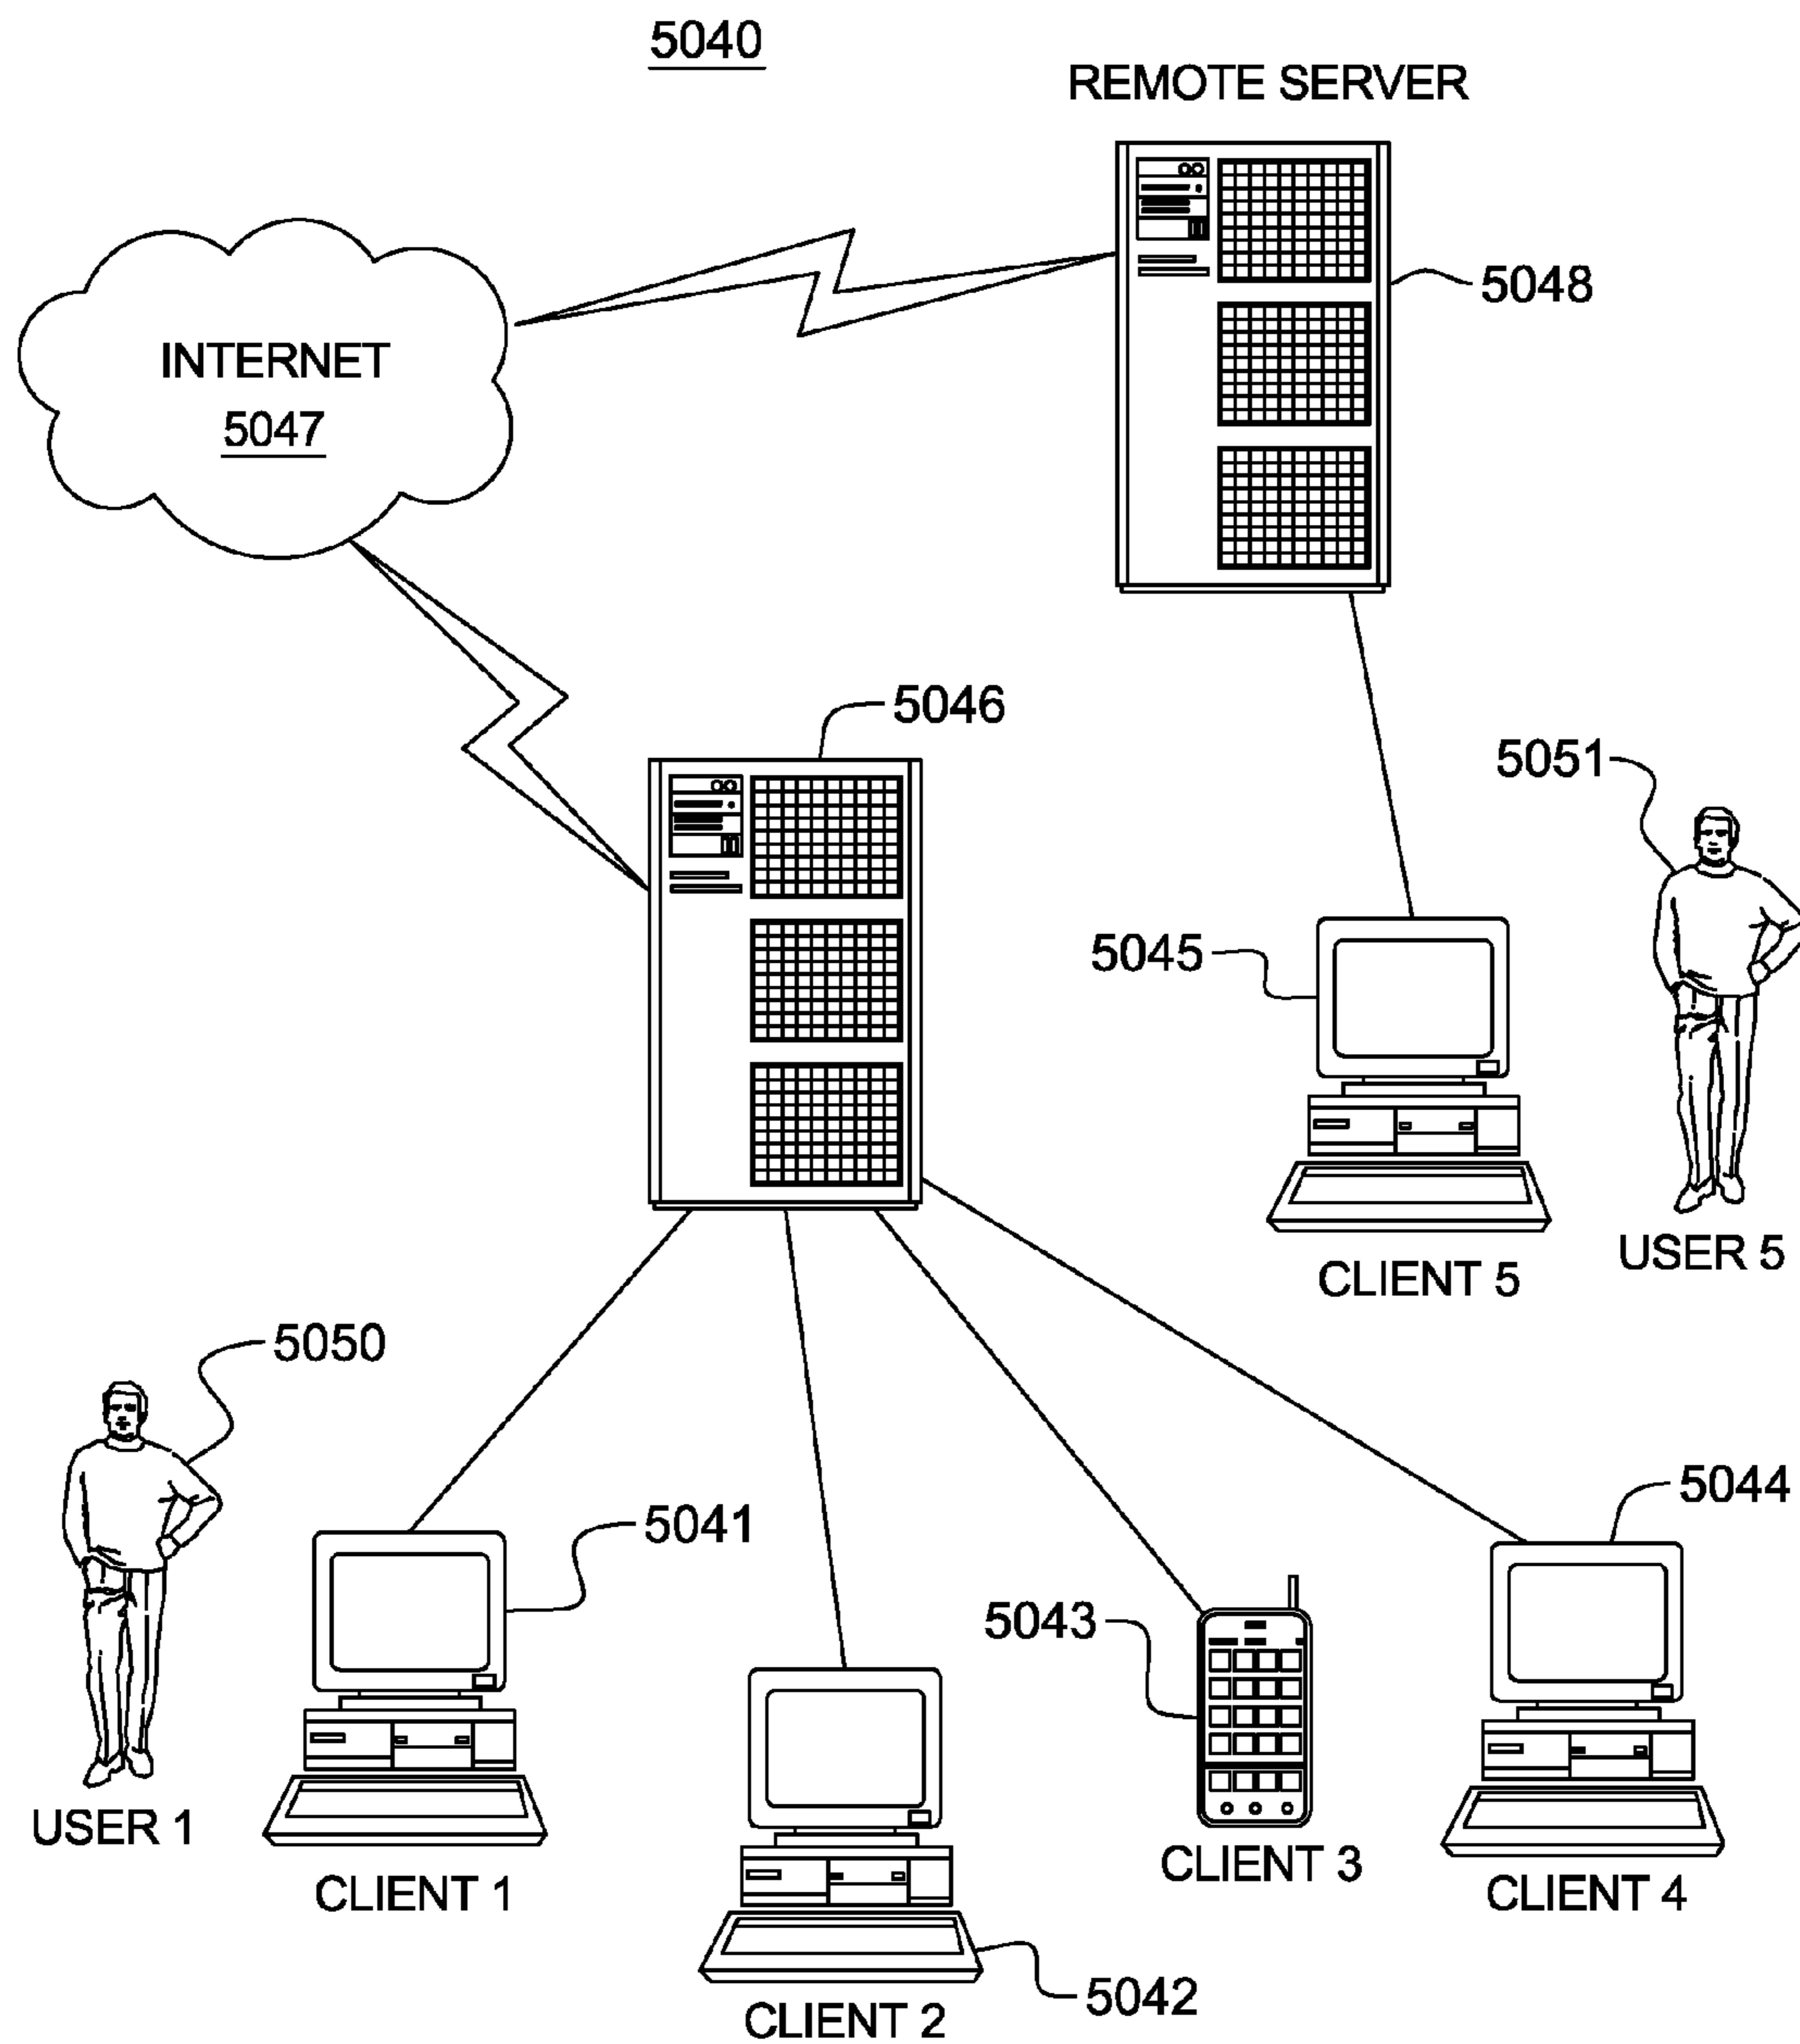 5040
REMOTE SERVER
5048
INTERNET
5047
5046
5051
5045
USER 5
CLIENT 5
5050
5044
5041
5043
USER 1
CLIENT 3
CLIENT 1
CLIENT 4
5042
CLIENT 2